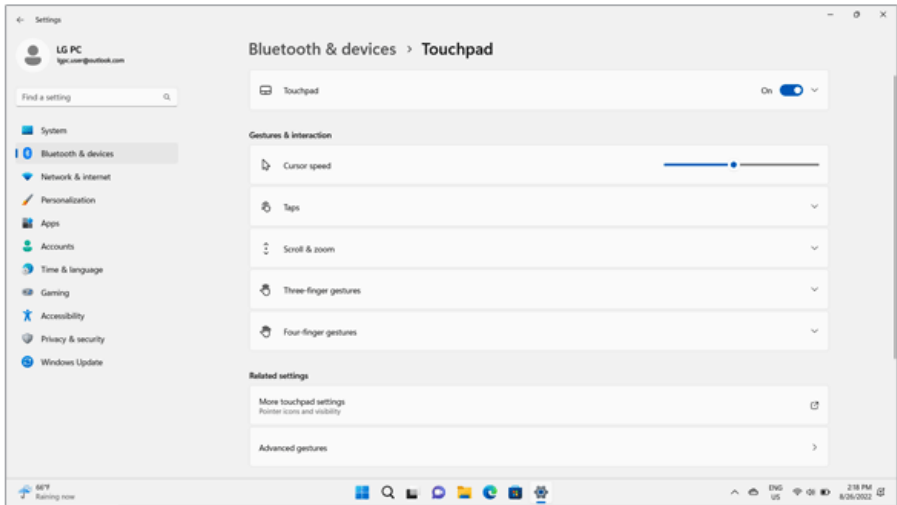 Settings
LG PC
lgpc.user@outlook.com
Find a setting
System
Bluetooth & devices
Network & internet
Personalization
Apps
Accounts
Time & language
Gaming
Accessibility
Privacy & security
Windows Update
Bluetooth & devices > Touchpad
Touchpad
On
Gestures & interaction
Cursor speed
Taps
Scroll & zoom
Three-finger gestures
Four-finger gestures
Related settings
More touchpad settings
Pointer icons and visibility
Advanced gestures
66°F
Raining now
ENG
US
2:18 PM
8/26/2022